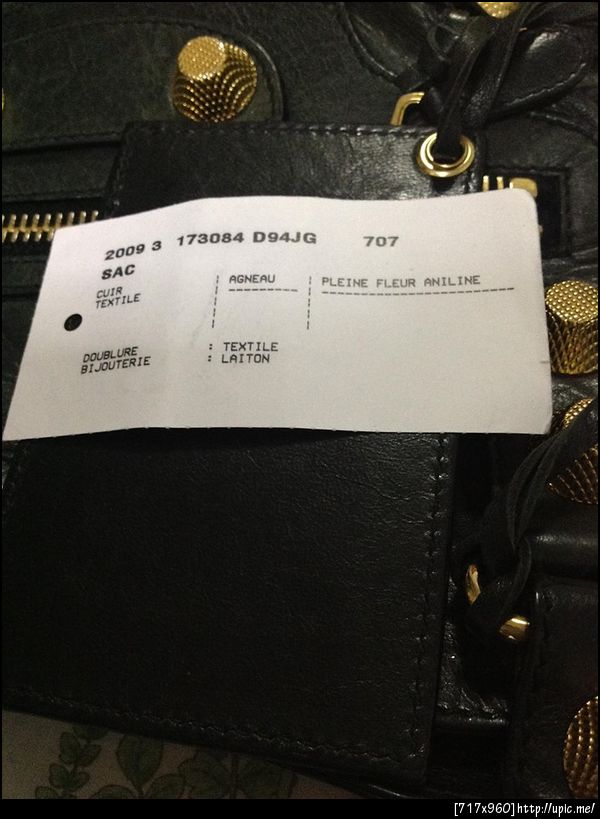 2009 3 173084 D94JG 707
SAC
CUIR AGNEAU PLEINE FLEUR ANILINE
TEXTILE
DOUBLURE : TEXTILE
BIJOUTERIE : LAITON
[717x960]http://upic.me/